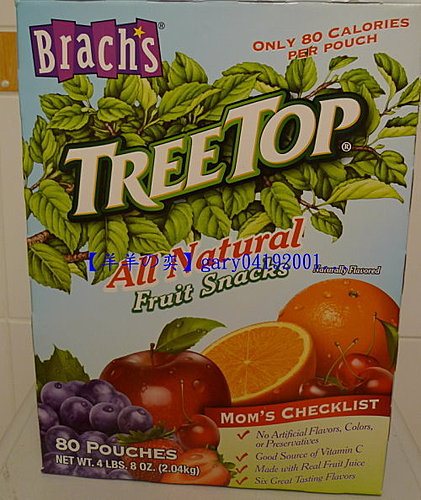 Brach's®
ONLY 80 CALORIES
PER POUCH
TREETOP®
All Natural
【羊羊の奕】gary04192001
Fruit Snacks
Naturally Flavored
MOM'S CHECKLIST
✓ No Artificial Flavors, Colors,
or Preservatives
✓ Good Source of Vitamin C
✓ Made with Real Fruit Juice
✓ Six Great Tasting Flavors
80 POUCHES
NET WT. 4 LBS. 8 OZ. (2.04kg)